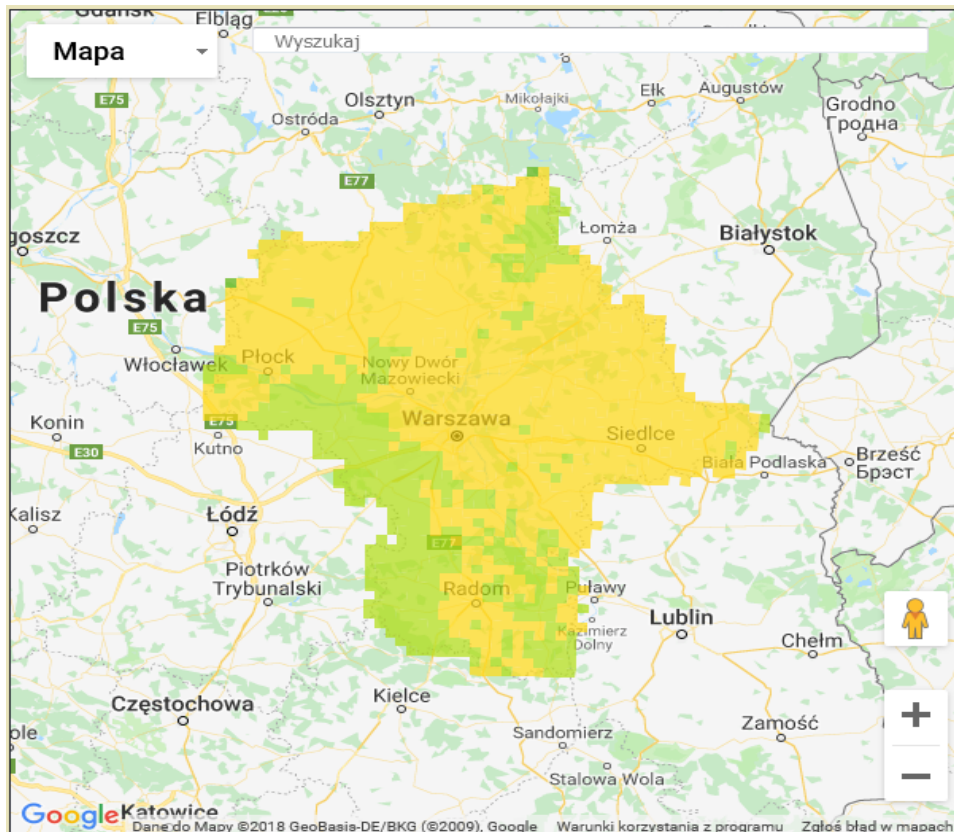 Gdańsk
Elbląg
Mapa
Wyszukaj
E75
Olsztyn
Mikołajki
Ełk
Augustów
Ostróda
Grodno
Гродна
E77
goszcz
Łomża
Białystok
Polska
E75
Włocławek
Płock
Nowy Dwór
Mazowiecki
Warszawa
Konin
E75
Siedlce
E30
Kutno
Biała Podlaska
Brześć
Брэст
Kalisz
Łódź
E77
Piotrków
Trybunalski
Radom
Puławy
Kazimierz
Dolny
Lublin
Chełm
Kielce
Częstochowa
Zamość
Sandomierz
ole
Stalowa Wola
Google
Katowice
Dane do Mapy ©2018 GeoBasis-DE/BKG (©2009), Google Warunki korzystania z programu Zgłoś błąd w mapach